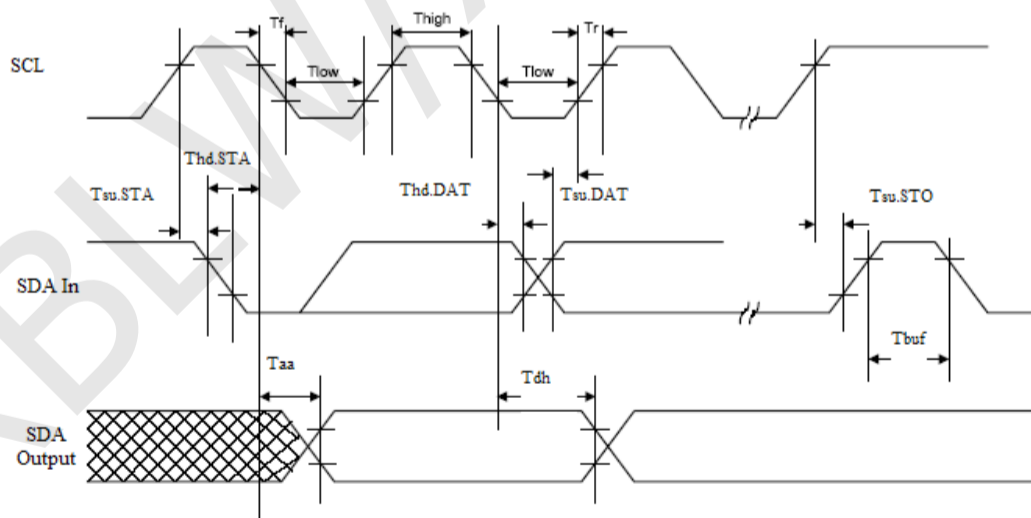 Tf
Thigh
Tr
SCL
Tlow
Tlow
Thd.STA
Tsu.STA
Thd.DAT
Tsu.DAT
Tsu.STO
SDA In
Tbuf
Taa
Tdh
SDA
Output